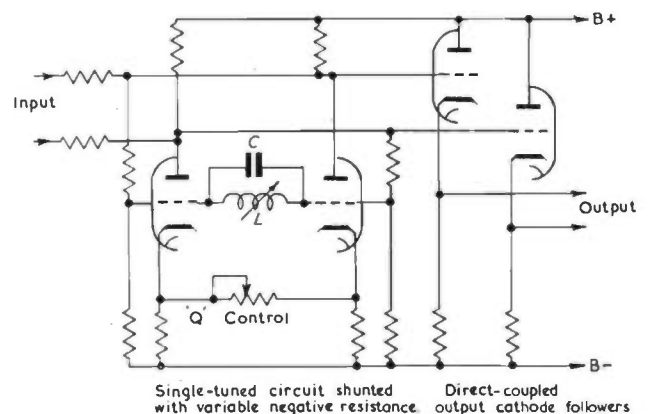 B+
Input
C
L
Output
'Q' Control
B-
Single-tuned circuit shunted Direct-coupled
with variable negative resistance. output cathode followers